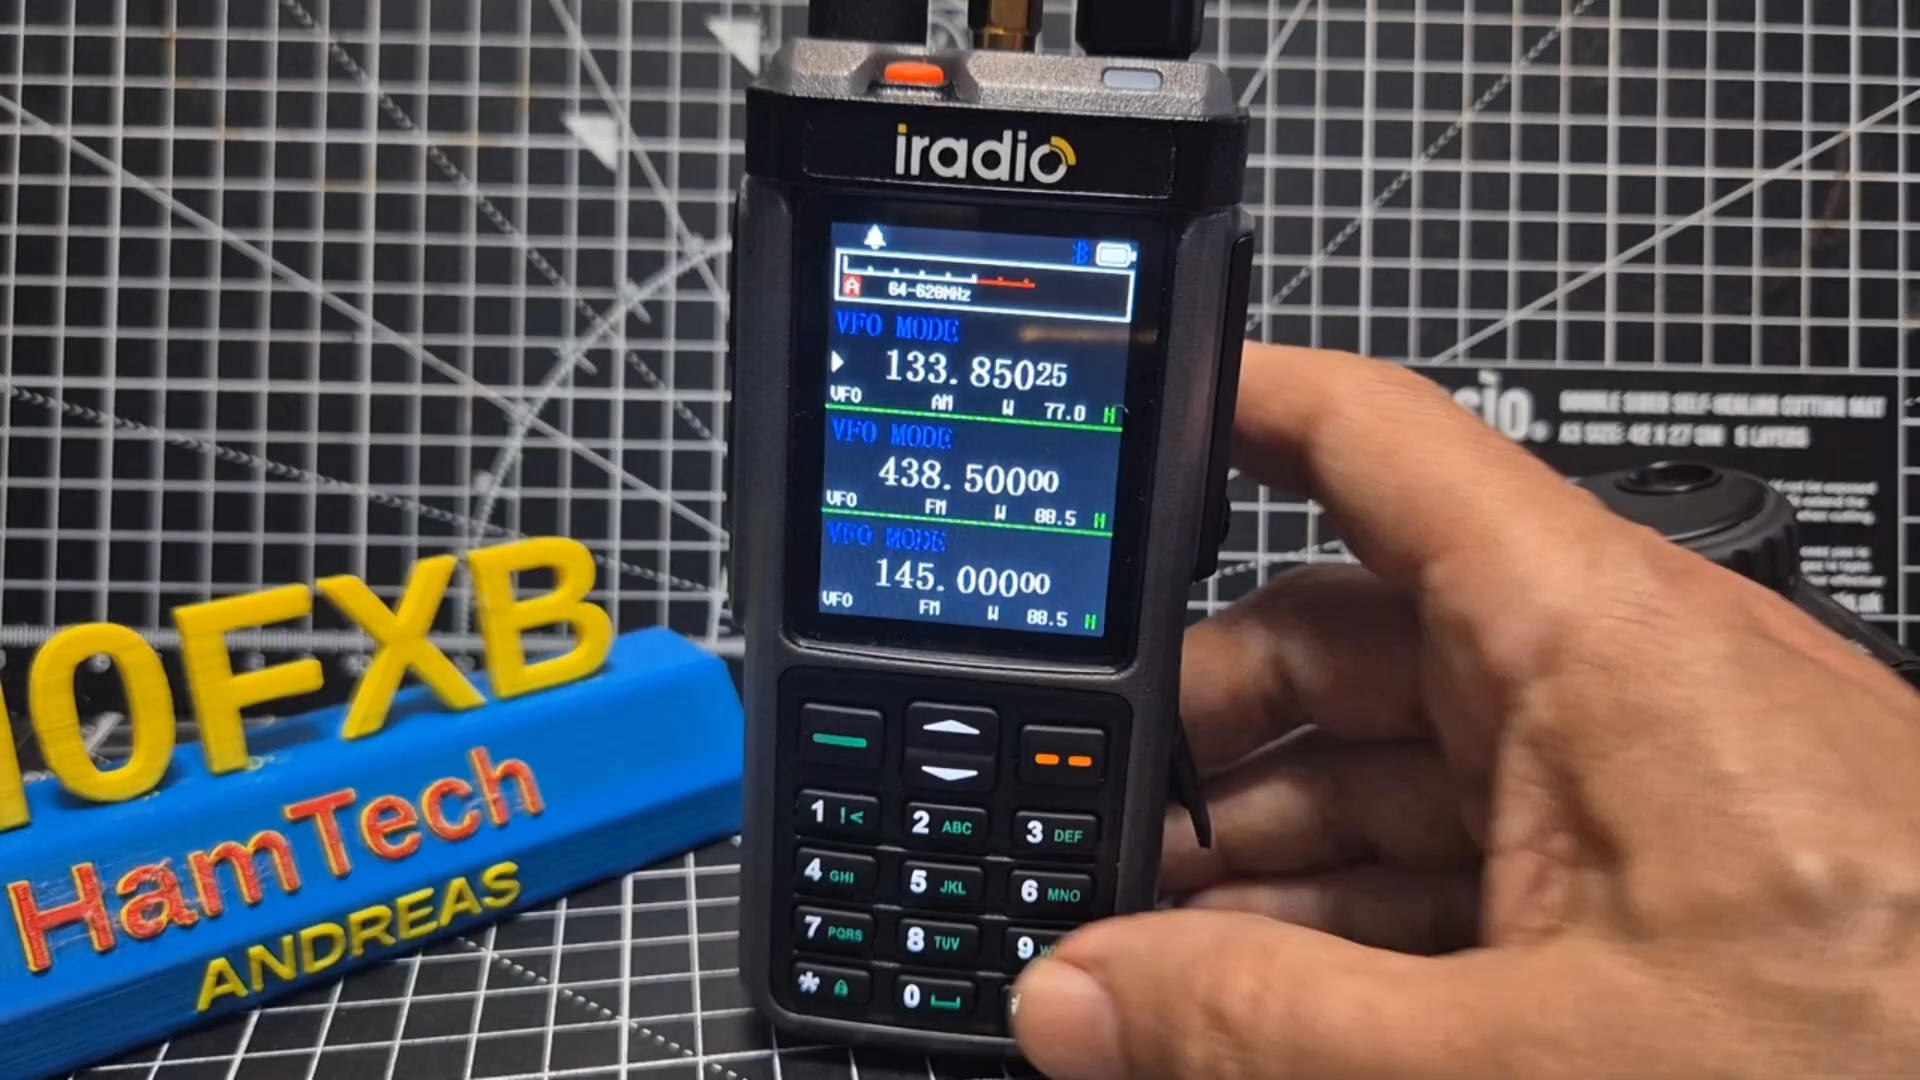 iradio
A 64-620MHz
VFO MODE
133.85025
VFO AM W 77.0 H
VFO MODE
438.50000
VFO FM W 88.5 H
VFO MODE
145.00000
VFO FM W 88.5 H
1 2 ABC 3 DEF
4 GHI 5 JKL 6 MNO
7 PQRS 8 TUV 9
* 0
0FXB
HamTech
ANDREAS
DOUBLE SIDED SELF-HEALING CUTTING MAT
A3 SIZE: 42 X 27 CM 5 LAYERS